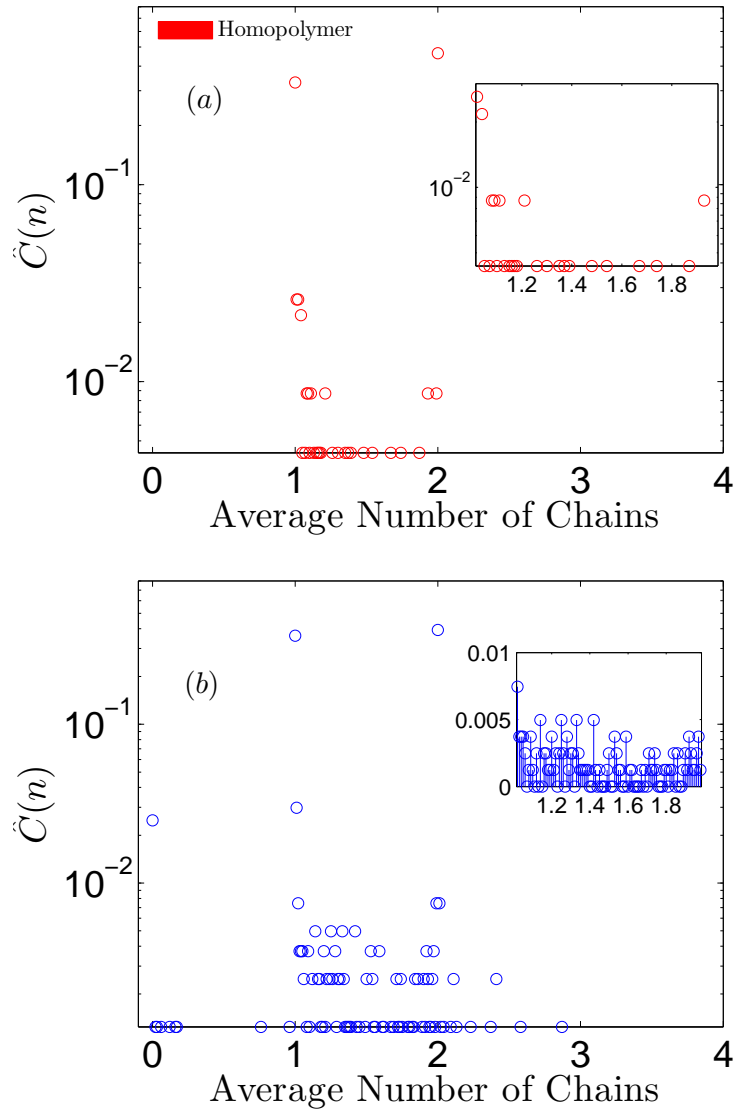 Homopolymer
(a)
10⁻¹
10⁻²
Ĉ(n)
10⁻²
1.2 1.4 1.6 1.8
0 1 2 3 4
Average Number of Chains
(b)
0.01
0.005
0
1.2 1.4 1.6 1.8
10⁻¹
10⁻²
Ĉ(n)
0 1 2 3 4
Average Number of Chains